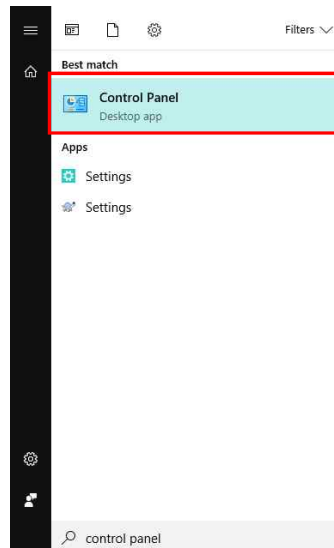 Filters
Best match
Control Panel
Desktop app
Apps
Settings
Settings
control panel